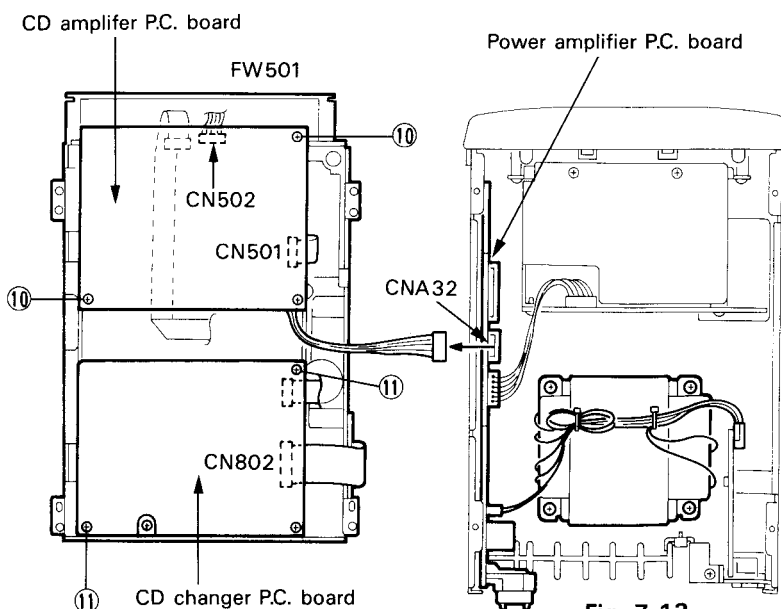 CD amplifer P.C. board
Power amplifier P.C. board
FW501
⑩
CN502
CN501
CNA32
⑩
⑪
CN802
⑪
CD changer P.C. board
Fig. 7-13